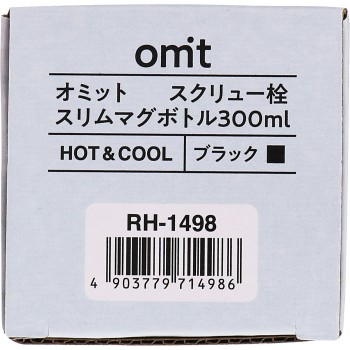 omit
オミット スクリュー栓
スリムマグボトル300ml
HOT & COOL ブラック ■
RH-1498
4 903779 714986